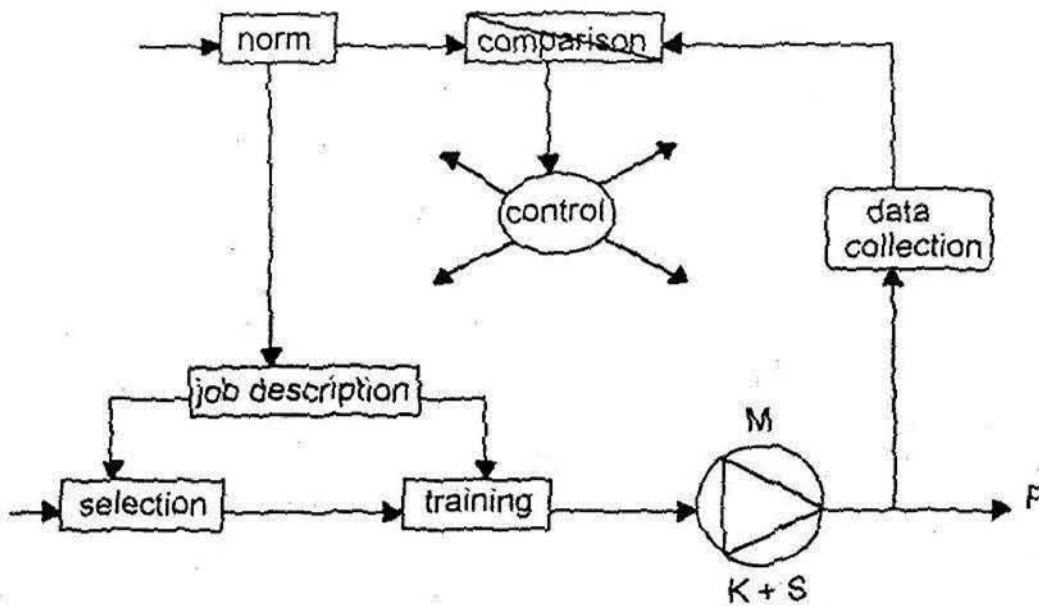 norm
comparison
control
data
collection
job description
selection
training
M
K + S
P